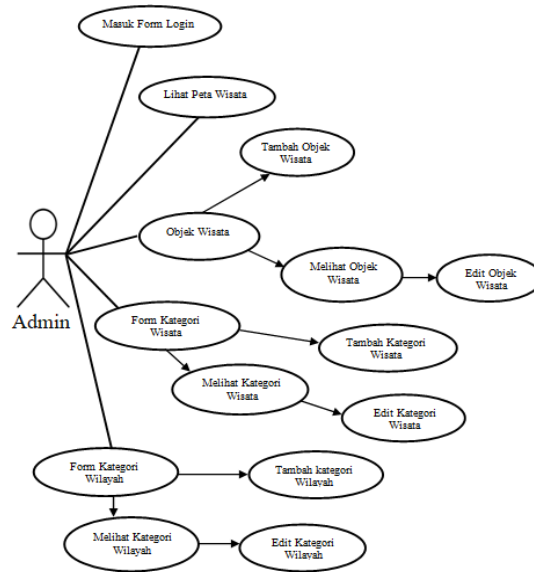 Masuk Form Login
Lihat Peta Wisata
Tambah Objek
Wisata
Objek Wisata
Melihat Objek
Wisata
Edit Objek
Wisata
Admin
Form Kategori
Wisata
Tambah Kategori
Wisata
Melihat Kategori
Wisata
Edit Kategori
Wisata
Form Kategori
Wilayah
Tambah kategori
Wilayah
Melihat Kategori
Wilayah
Edit Kategori
Wilayah